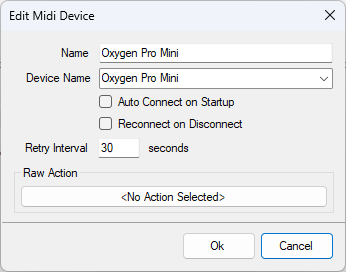 Edit Midi Device
Name Oxygen Pro Mini
Device Name Oxygen Pro Mini
Auto Connect on Startup
Reconnect on Disconnect
Retry Interval 30 seconds
Raw Action
<No Action Selected>
Ok Cancel